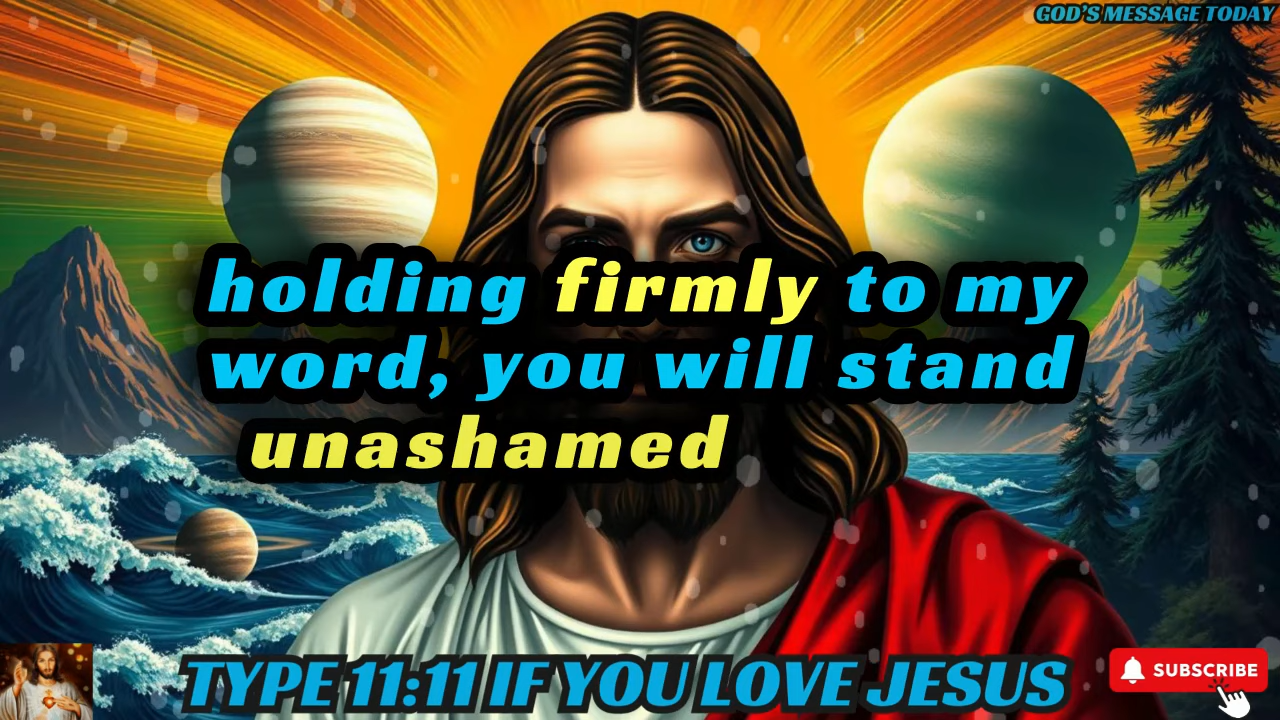 GOD'S MESSAGE TODAY
holding firmly to my
word, you will stand
unashamed
TYPE 11:11 IF YOU LOVE JESUS
SUBSCRIBE